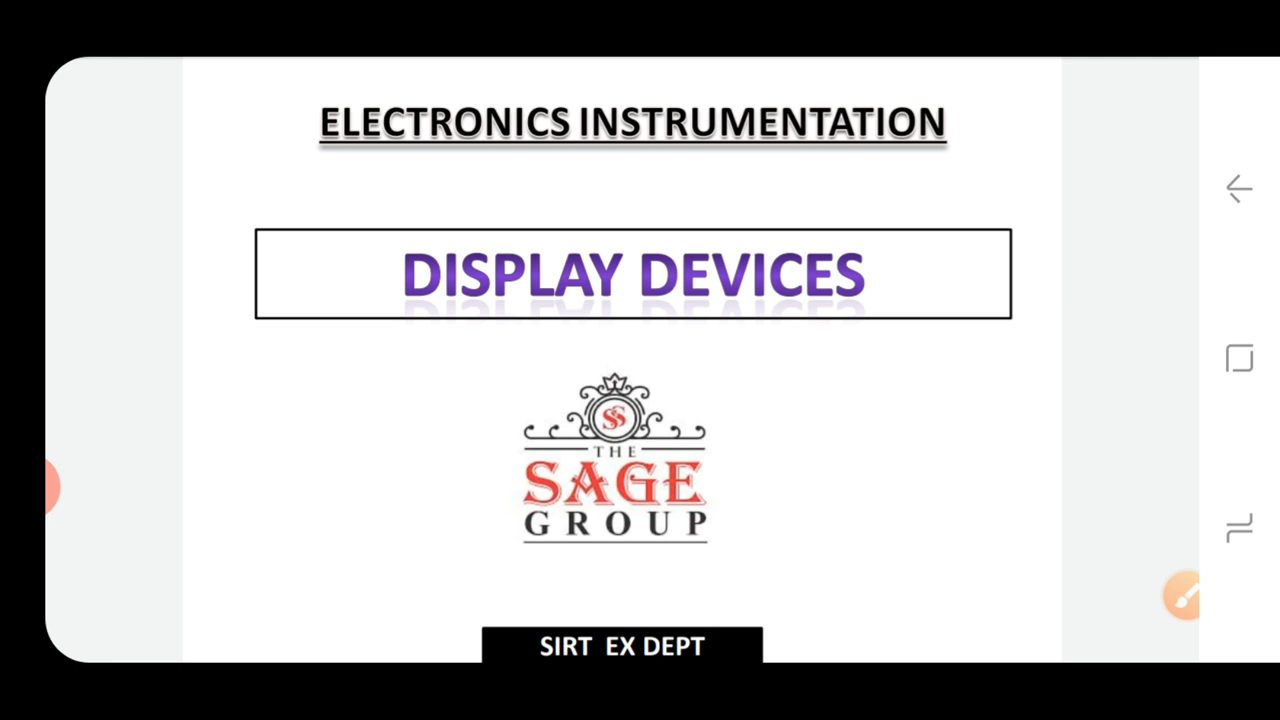 ELECTRONICS INSTRUMENTATION
DISPLAY DEVICES
SS
THE
SAGE
GROUP
SIRT EX DEPT